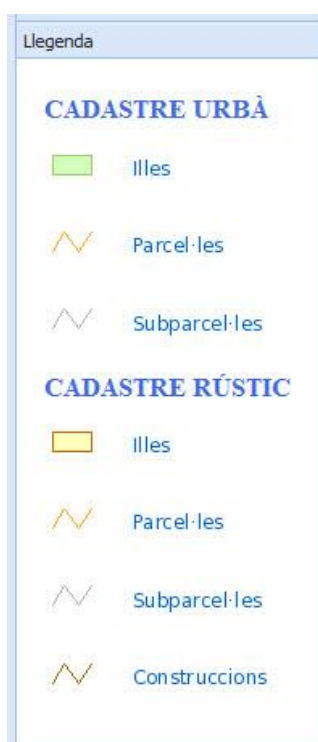 Llegenda
CADASTRE URBÀ
Illes
Parcel·les
Subparcel·les
CADASTRE RÚSTIC
Illes
Parcel·les
Subparcel·les
Construccions